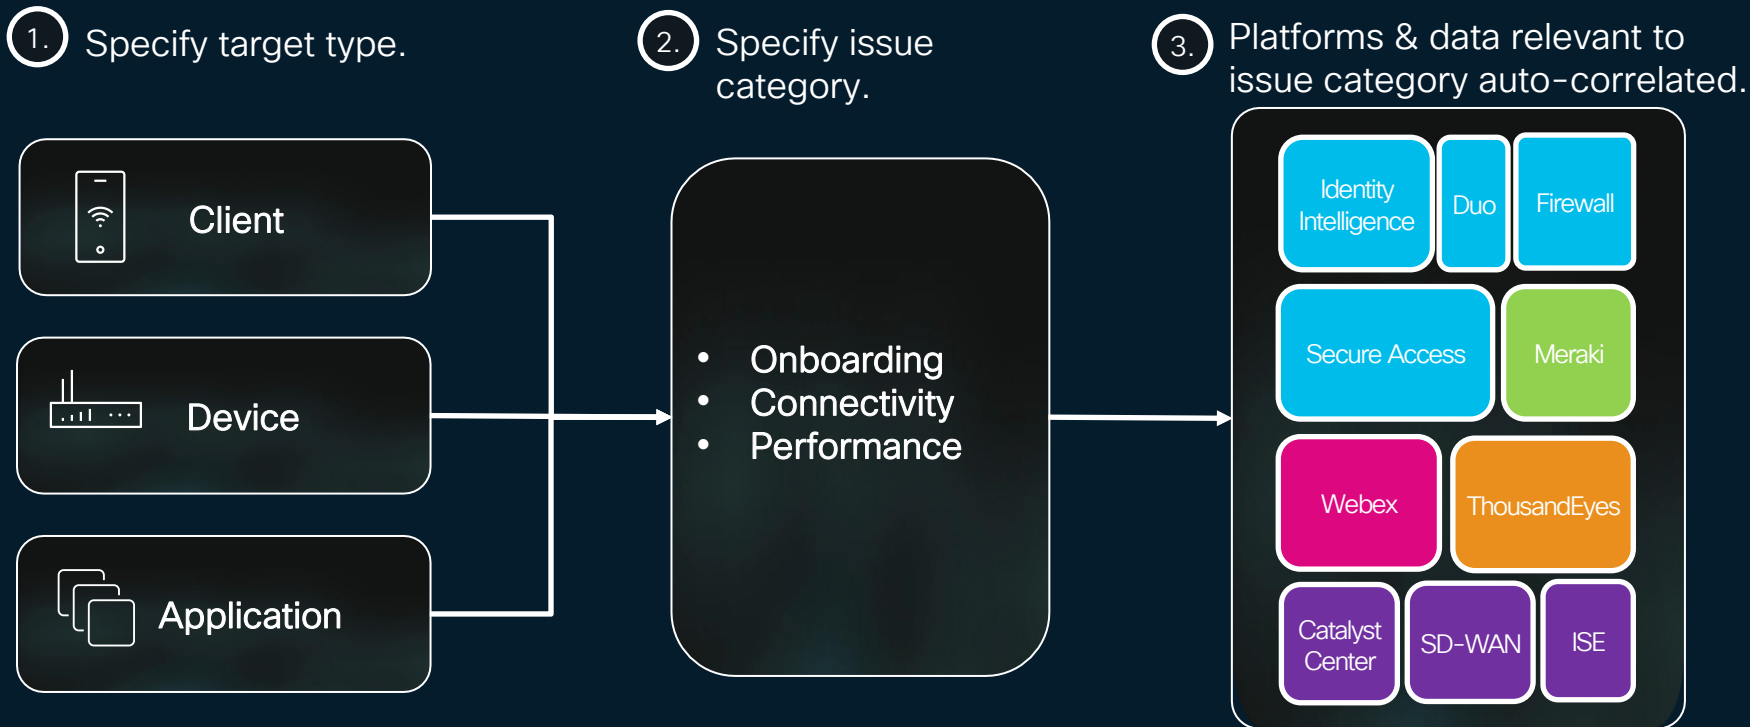 1. Specify target type.
2. Specify issue
category.
3. Platforms & data relevant to
issue category auto-correlated.
Client
Device
Application
• Onboarding
• Connectivity
• Performance
Identity
Intelligence
Duo
Firewall
Secure Access
Meraki
Webex
ThousandEyes
Catalyst
Center
SD-WAN
ISE